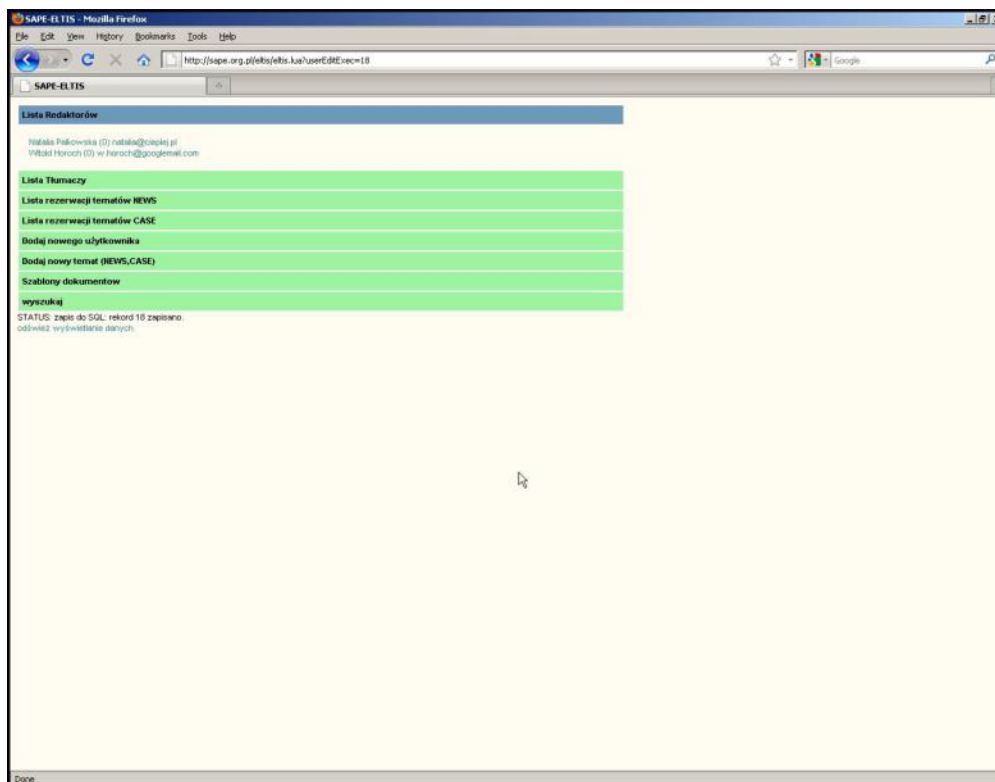 SAPE-ELTIS - Mozilla Firefox
File Edit View History Bookmarks Tools Help
http://sape.org.pl/eltis/eltis.lua?userEditExec=18
Google
SAPE-ELTIS
Lista Redaktorów
Natalia Pelkowska (0) natalia@cieplej.pl
Witold Horoch (0) w.horoch@googlemail.com
Lista Tłumaczy
Lista rezerwacji tematów NEWS
Lista rezerwacji tematów CASE
Dodaj nowego użytkownika
Dodaj nowy temat (NEWS,CASE)
Szablony dokumentow
wyszukaj
STATUS: zapis do SQL: rekord 18 zapisano.
odśwież wyświetlanie danych
Done